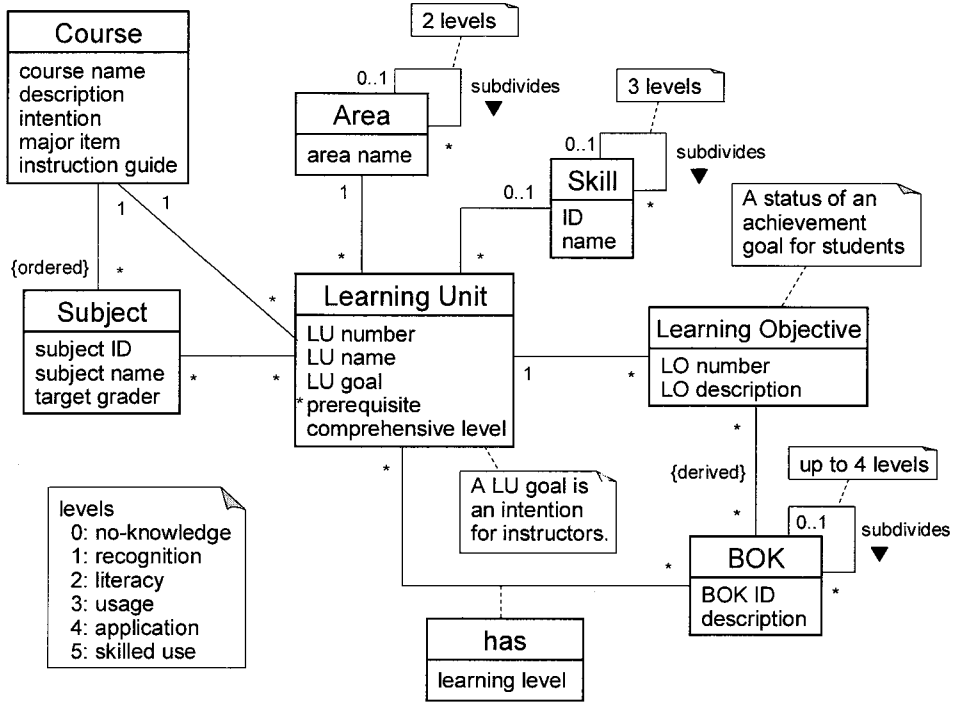 Course
course name
description
intention
major item
instruction guide
2 levels
0..1
subdivides
Area
area name
*
3 levels
0..1
subdivides
Skill
ID
name
*
0..1
1
1
1
{ordered}
*
*
*
*
A status of an
achievement
goal for students
Subject
subject ID
subject name
target grader
*
*
Learning Unit
LU number
LU name
LU goal
*prerequisite
comprehensive level
1
*
Learning Objective
LO number
LO description
*
*
{derived}
*
A LU goal is
an intention
for instructors.
up to 4 levels
0..1
subdivides
BOK
BOK ID
description
*
*
levels
0: no-knowledge
1: recognition
2: literacy
3: usage
4: application
5: skilled use
has
learning level